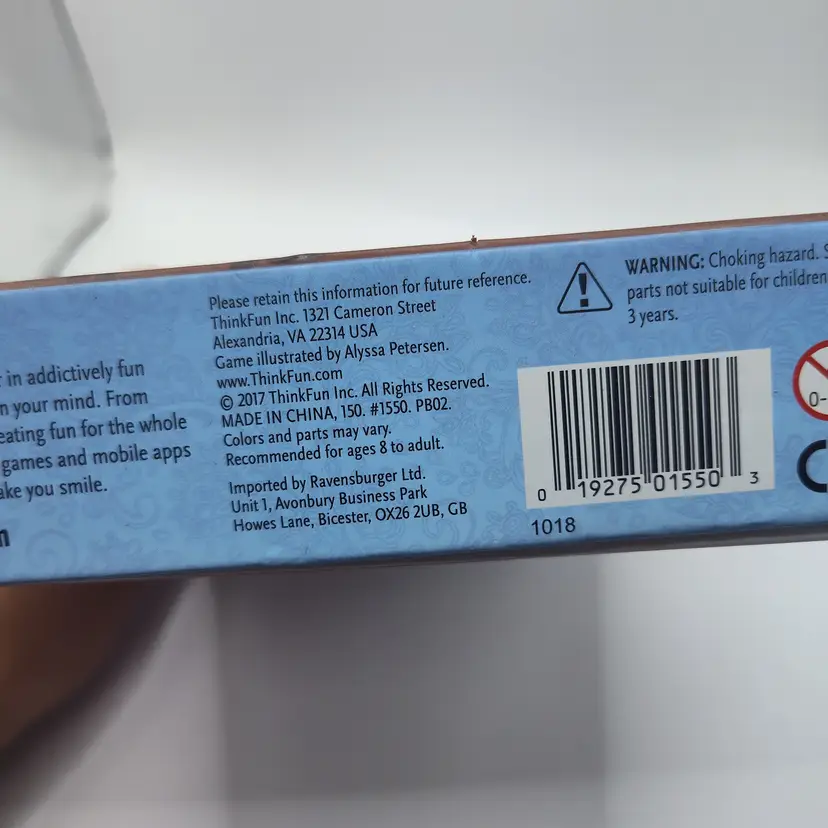 in addictively fun
your mind. From
eating fun for the whole
games and mobile apps
ake you smile.
Please retain this information for future reference.
ThinkFun Inc. 1321 Cameron Street
Alexandria, VA 22314 USA
Game illustrated by Alyssa Petersen.
www.ThinkFun.com
© 2017 ThinkFun Inc. All Rights Reserved.
MADE IN CHINA, 150. #1550. PB02.
Colors and parts may vary.
Recommended for ages 8 to adult.
Imported by Ravensburger Ltd.
Unit 1, Avonbury Business Park
Howes Lane, Bicester, OX26 2UB, GB
WARNING: Choking hazard.
parts not suitable for children
3 years.
0 19275 01550 3
1018
0-